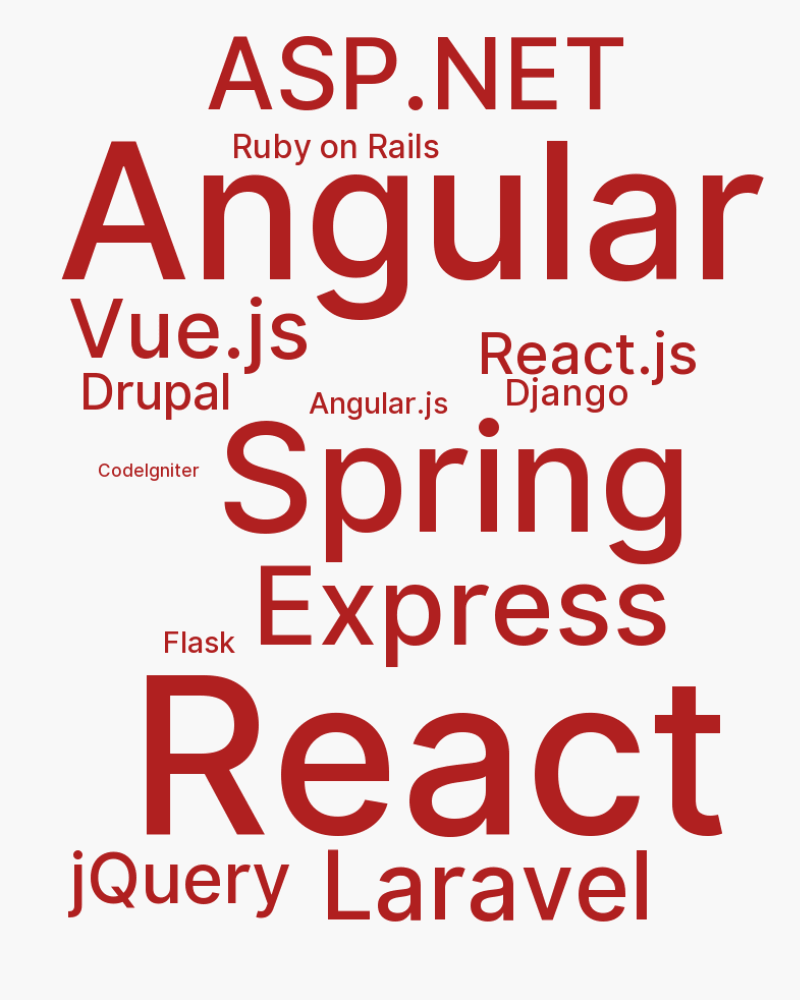 ASP.NET
Ruby on Rails
Angular
Vue.js
React.js
Drupal
Django
Angular.js
Spring
CodeIgniter
Express
Flask
React
jQuery
Laravel